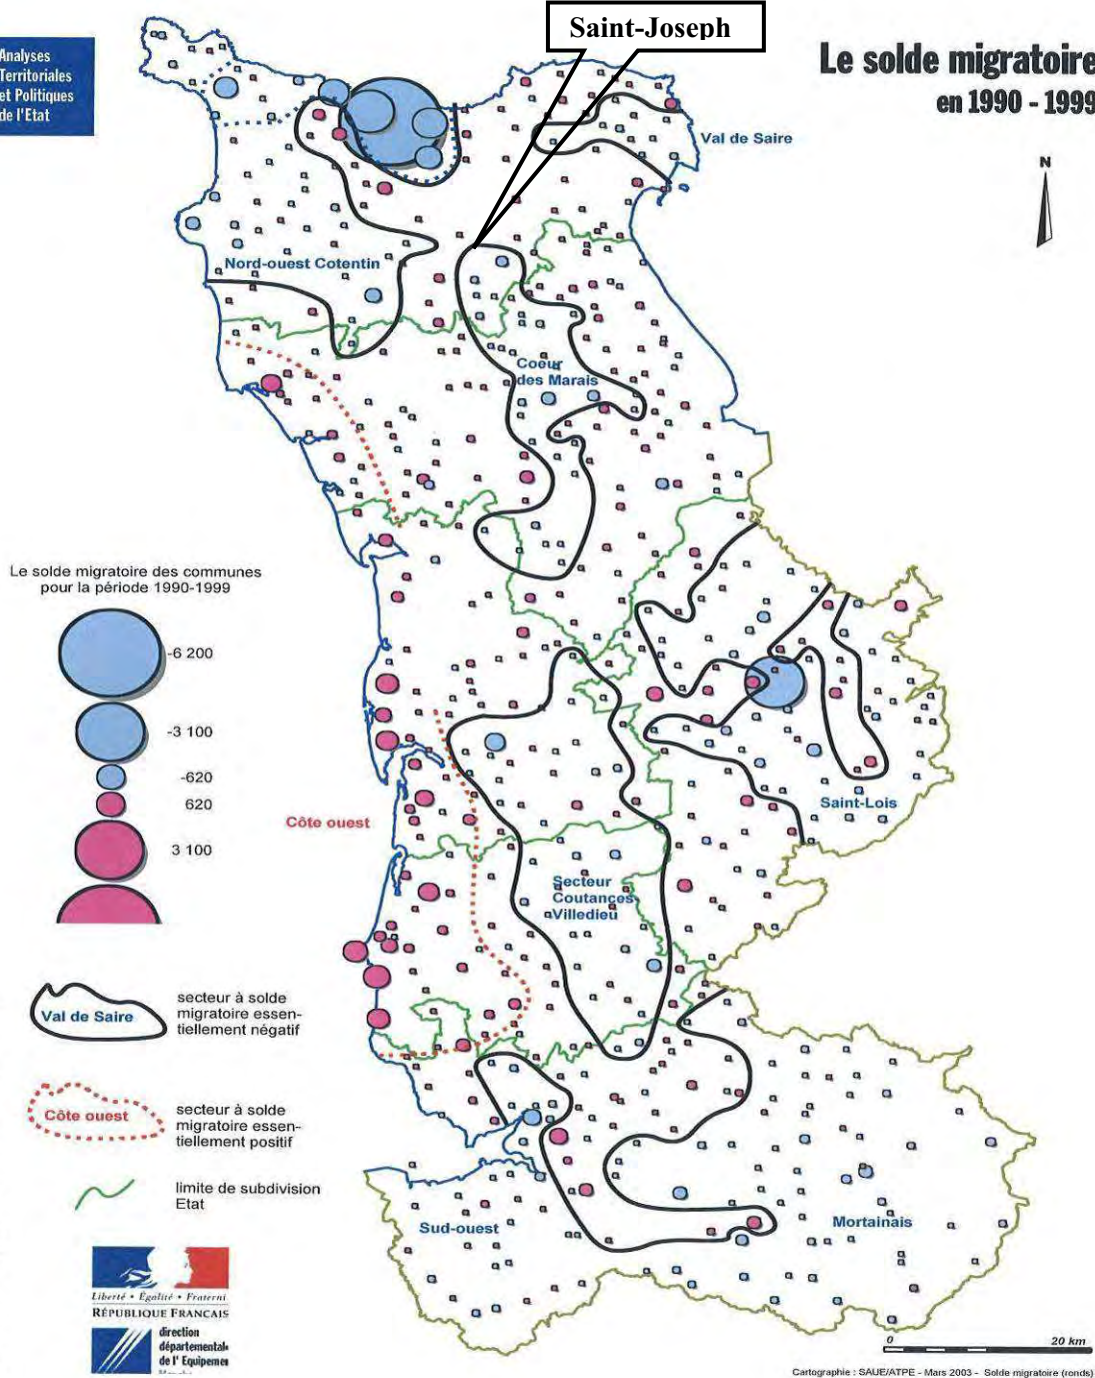 Analyses
Territoriales
et Politiques
de l'Etat
Saint-Joseph
Le solde migratoire
en 1990 - 1999
N
Val de Saire
Nord-ouest Cotentin
Coeur
des Marais
Le solde migratoire des communes
pour la période 1990-1999
-6 200
-3 100
-620
620
3 100
Saint-Lois
Côte ouest
Secteur
Coutances
Villedieu
Val de Saire
secteur à solde
migratoire essen-
tiellement négatif
Côte ouest
secteur à solde
migratoire essen-
tiellement positif
limite de subdivision
Etat
Sud-ouest
Mortainais
Liberté • Égalité • Fraterni
RÉPUBLIQUE FRANCAIS
direction
départementale
de l' Equipemen
0 20 km
Cartographie : SAUE/ATPE - Mars 2003 - Solde migratoire (ronds)